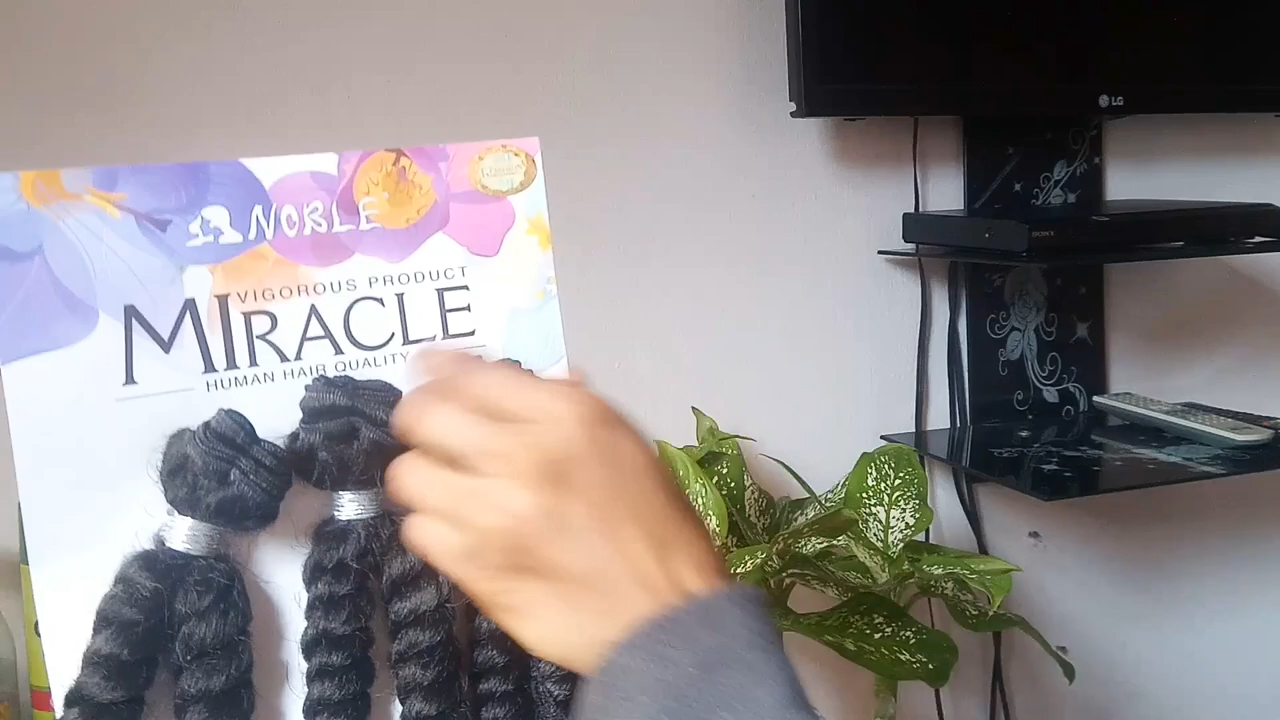 NOBLE
VIGOROUS PRODUCT
MIRACLE
HUMAN HAIR QUALITY
LG
SONY